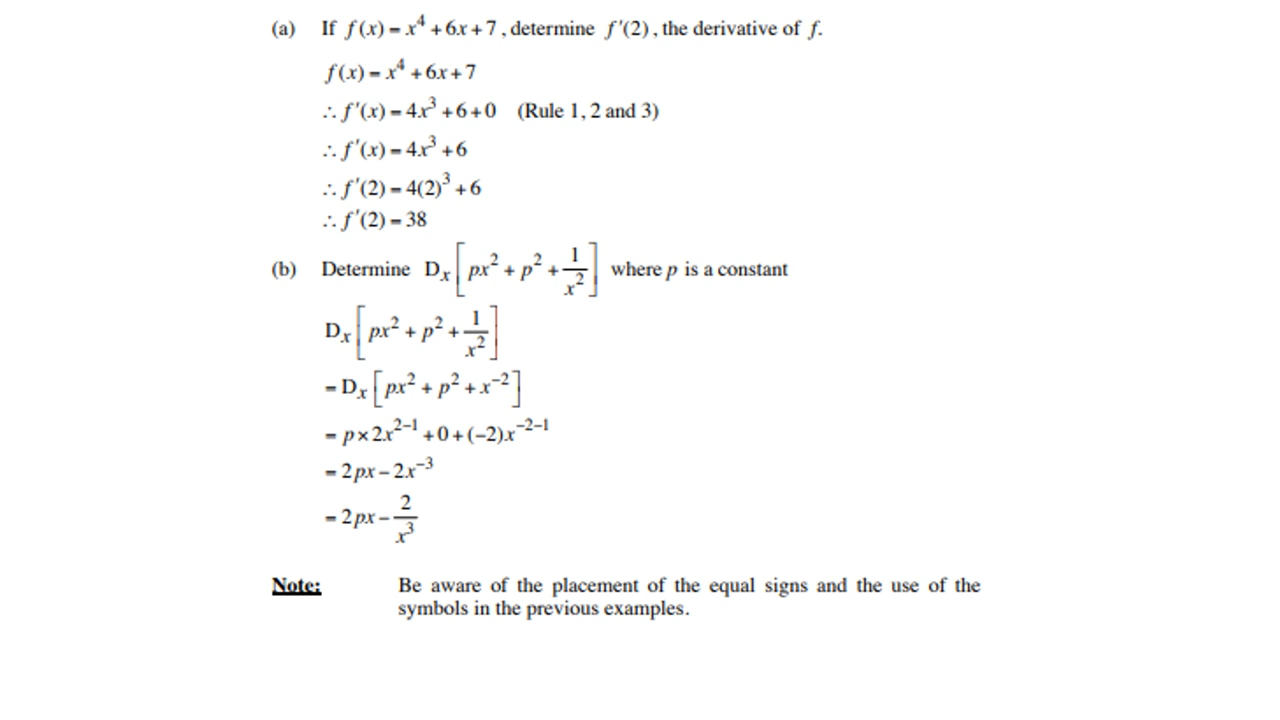 (a) If f(x) = x⁴ + 6x + 7, determine f'(2), the derivative of f.
f(x) = x⁴ + 6x + 7
∴ f'(x) = 4x³ + 6 + 0 (Rule 1, 2 and 3)
∴ f'(x) = 4x³ + 6
∴ f'(2) = 4(2)³ + 6
∴ f'(2) = 38
(b) Determine Dₓ[px² + p² + 1/x²] where p is a constant
Dₓ[px² + p² + 1/x²]
= Dₓ[px² + p² + x⁻²]
= p × 2x²⁻¹ + 0 + (−2)x⁻²⁻¹
= 2px − 2x⁻³
= 2px − 2/x³
Note: Be aware of the placement of the equal signs and the use of the
symbols in the previous examples.